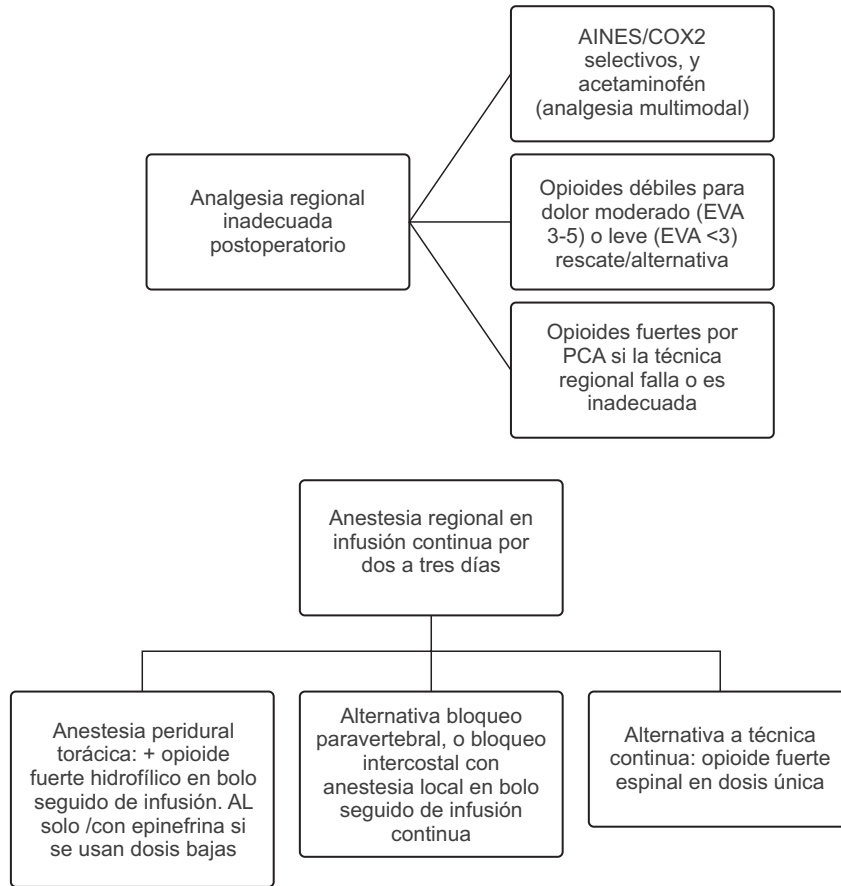 AINES/COX2
selectivos, y
acetaminofén
(analgesia multimodal)
Analgesia regional
inadecuada
postoperatorio
Opioides débiles para
dolor moderado (EVA
3-5) o leve (EVA <3)
rescate/alternativa
Opioides fuertes por
PCA si la técnica
regional falla o es
inadecuada
Anestesia regional en
infusión continua por
dos a tres días
Anestesia peridural
torácica: + opioide
fuerte hidrofílico en bolo
seguido de infusión. AL
solo /con epinefrina si
se usan dosis bajas
Alternativa bloqueo
paravertebral, o bloqueo
intercostal con
anestesia local en bolo
seguido de infusión
continua
Alternativa a técnica
continua: opioide fuerte
espinal en dosis única